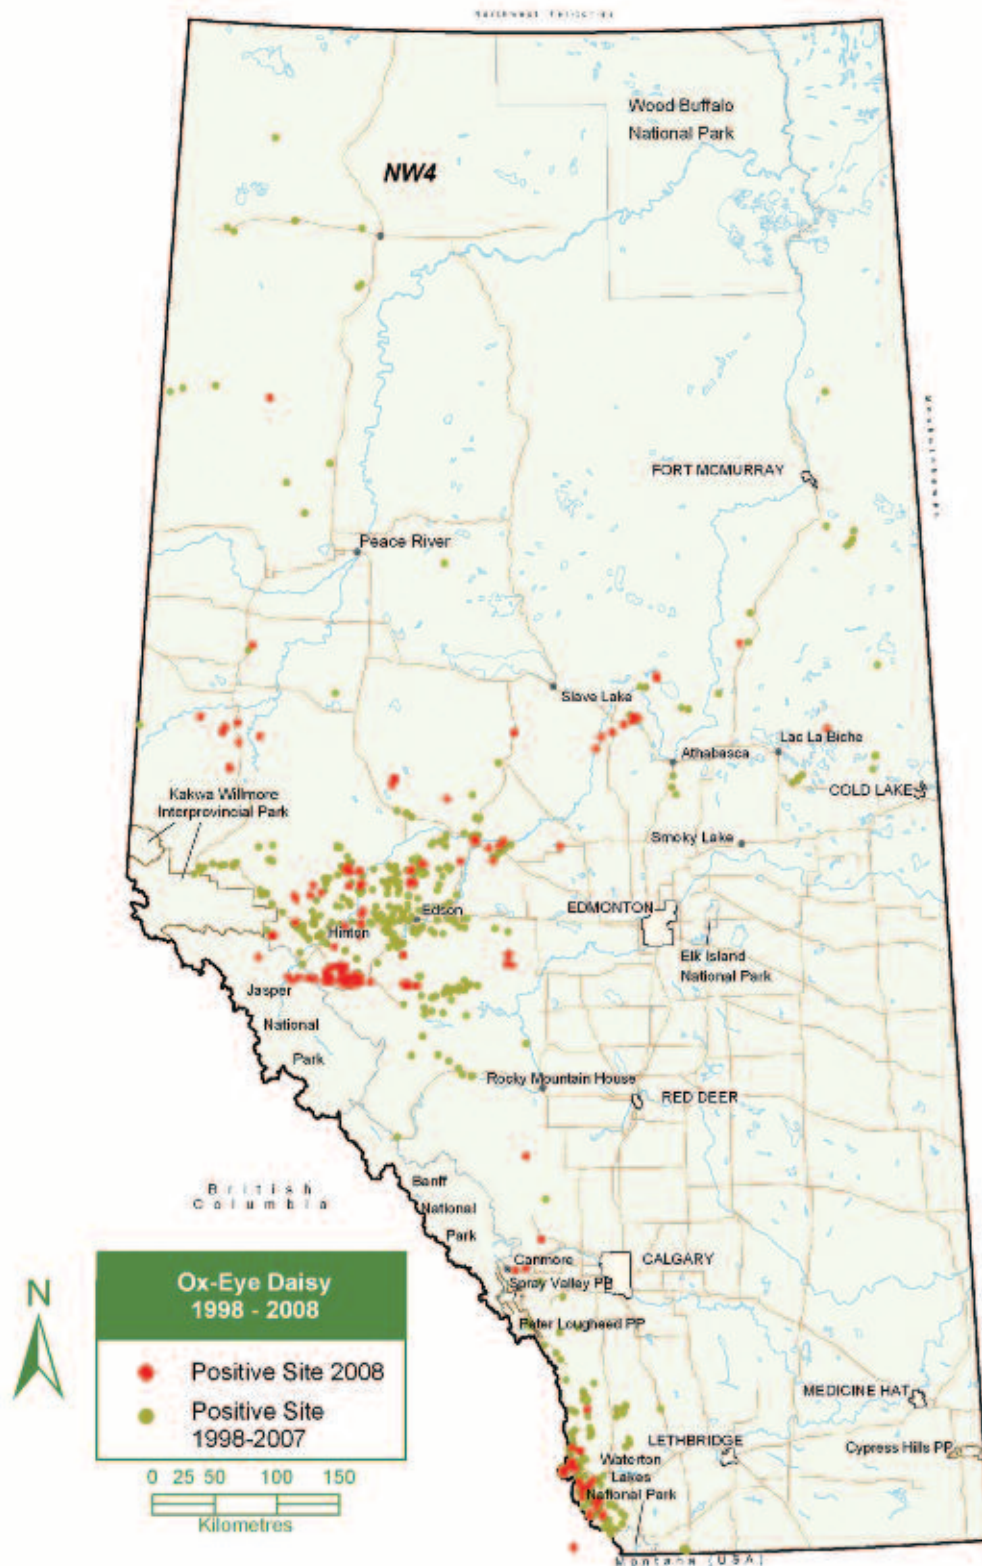 Northwest Territories
Wood Buffalo
National Park
NW4
FORT MCMURRAY
Peace River
Slave Lake
Lac La Biche
Athabasca
COLD LAKE
Kakwa Willmore
Interprovincial Park
Smoky Lake
EDMONTON
Edson
Hinton
Elk Island
National Park
Jasper
National
Park
Rocky Mountain House
RED DEER
British
Columbia
Banff
National
Park
Canmore
CALGARY
Spray Valley PP
Peter Lougheed PP
MEDICINE HAT
LETHBRIDGE
Cypress Hills PP
Waterton
Lakes
National Park
Montana (USA)
N
Ox-Eye Daisy
1998 - 2008
Positive Site 2008
Positive Site
1998-2007
0 25 50 100 150
Kilometres